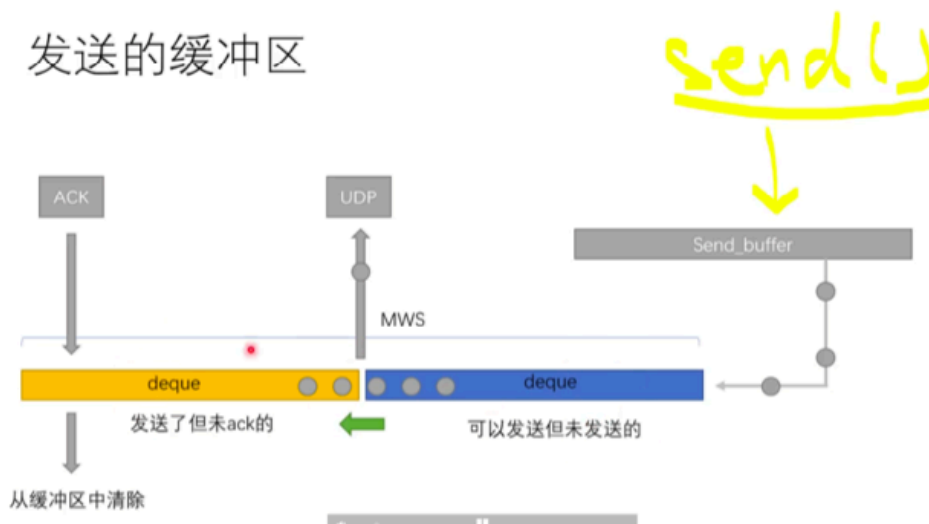 发送的缓冲区
send()
ACK
UDP
Send_buffer
MWS
deque
deque
发送了但未ack的
可以发送但未发送的
从缓冲区中清除